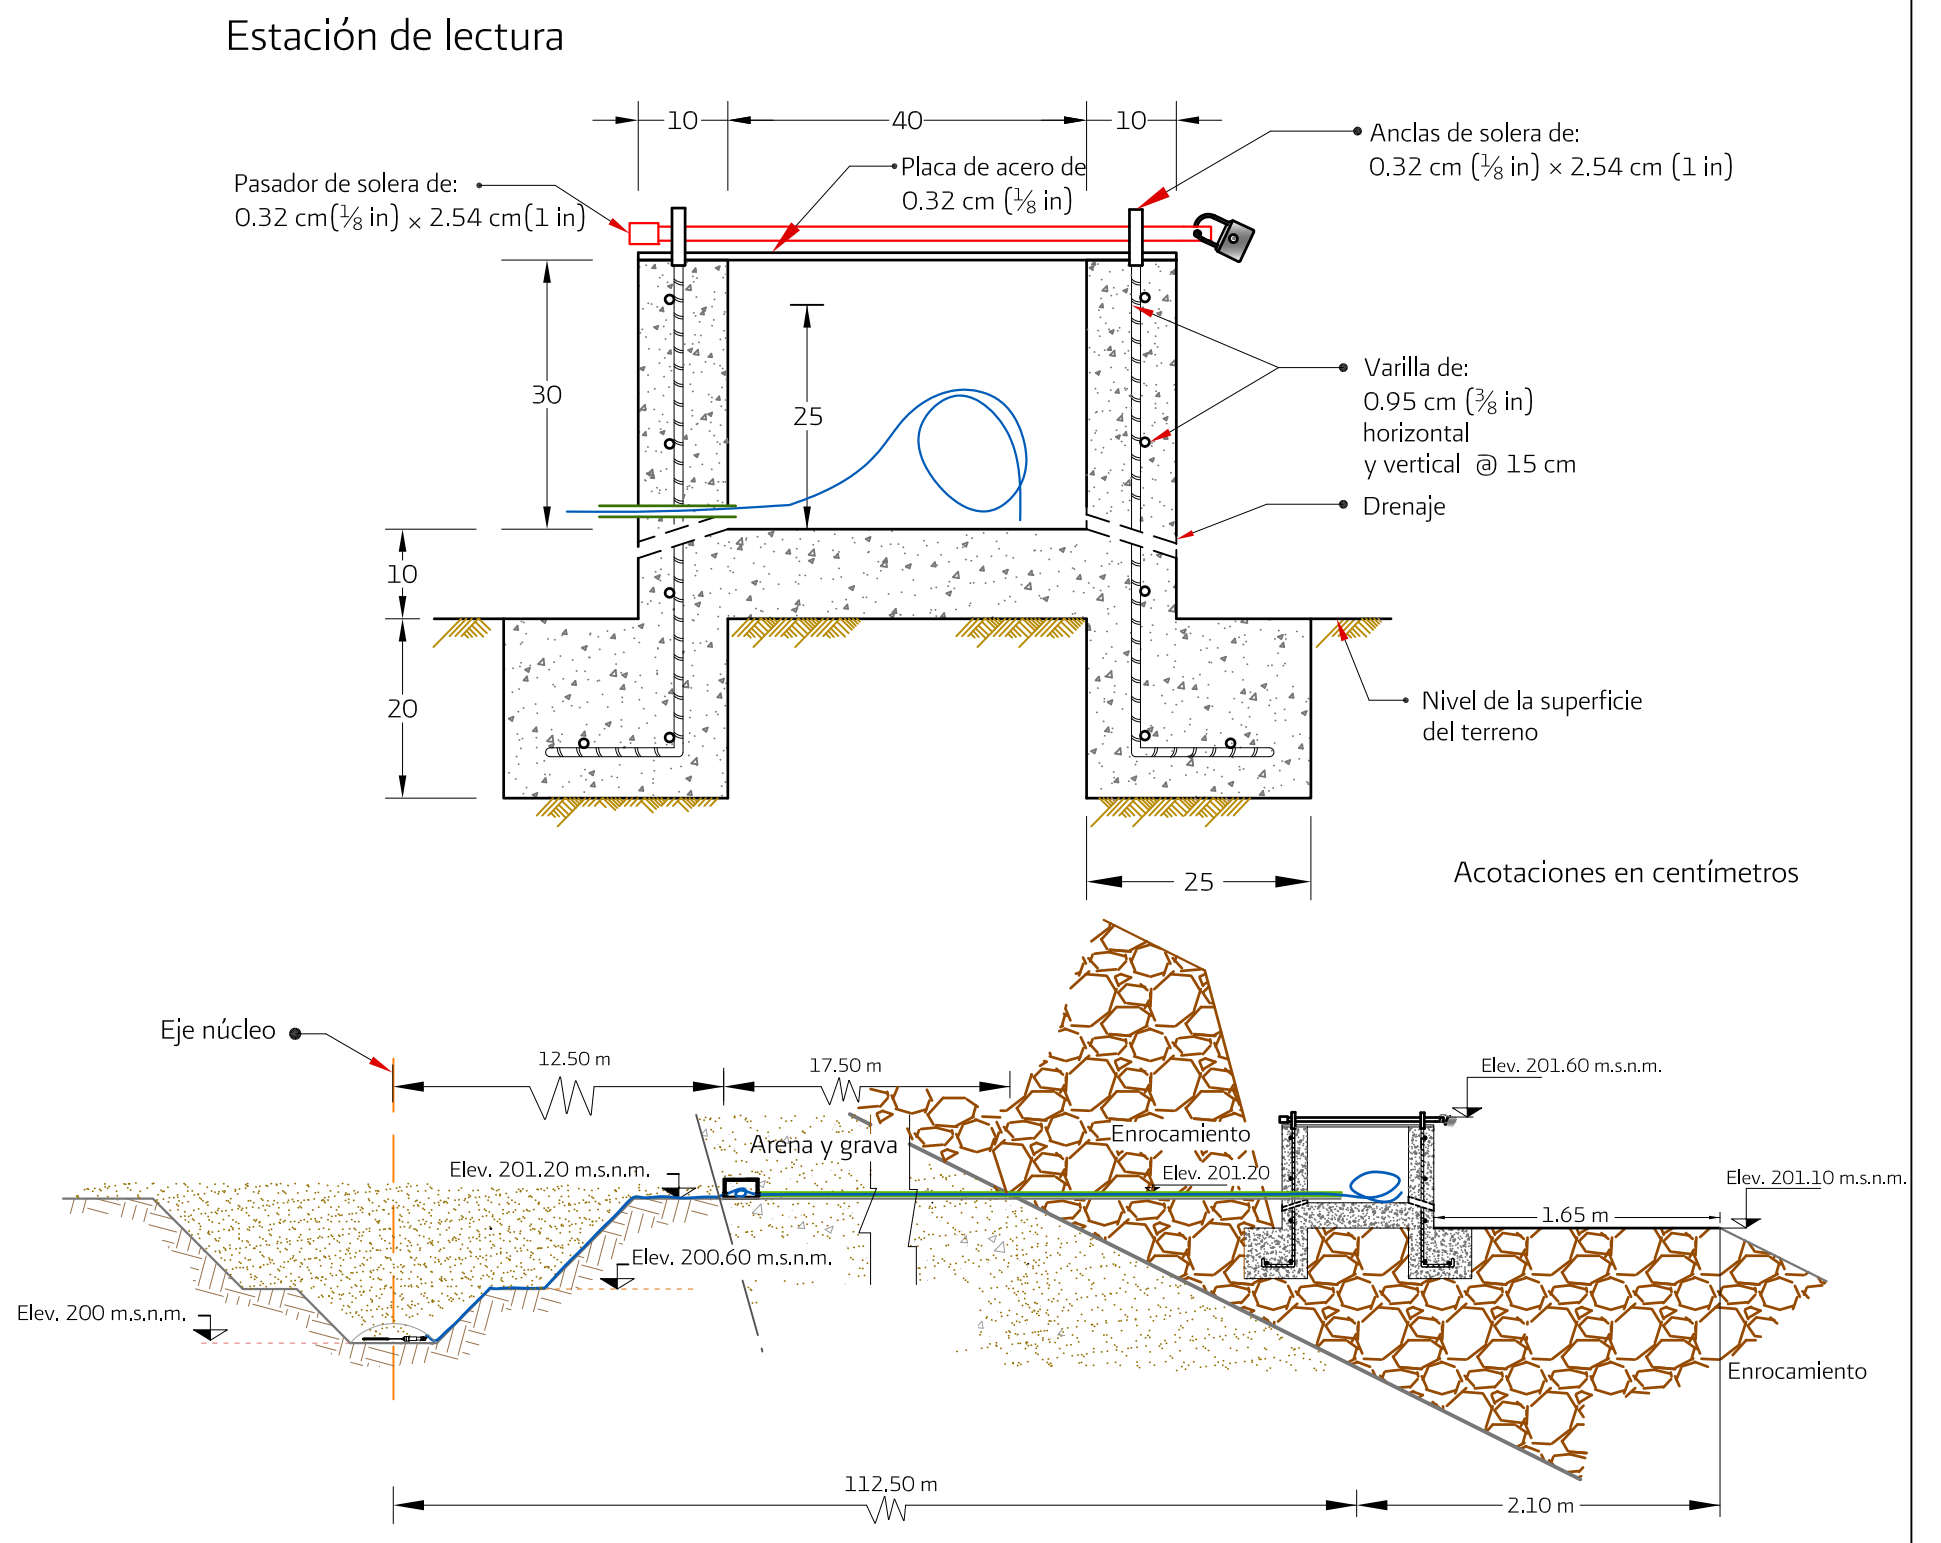 Estación de lectura
10
40
10
Anclas de solera de:
0.32 cm (⅛ in) × 2.54 cm (1 in)
Placa de acero de
0.32 cm (⅛ in)
Pasador de solera de:
0.32 cm(⅛ in) × 2.54 cm(1 in)
30
25
Varilla de:
0.95 cm (⅜ in)
horizontal
y vertical @ 15 cm
Drenaje
10
20
Nivel de la superficie
del terreno
25
Acotaciones en centímetros
Eje núcleo
12.50 m
17.50 m
Elev. 201.60 m.s.n.m.
Arena y grava
Enrocamiento
Elev. 201.20 m.s.n.m.
Elev. 201.20
Elev. 201.10 m.s.n.m.
1.65 m
Elev. 200.60 m.s.n.m.
Elev. 200 m.s.n.m.
Enrocamiento
112.50 m
2.10 m